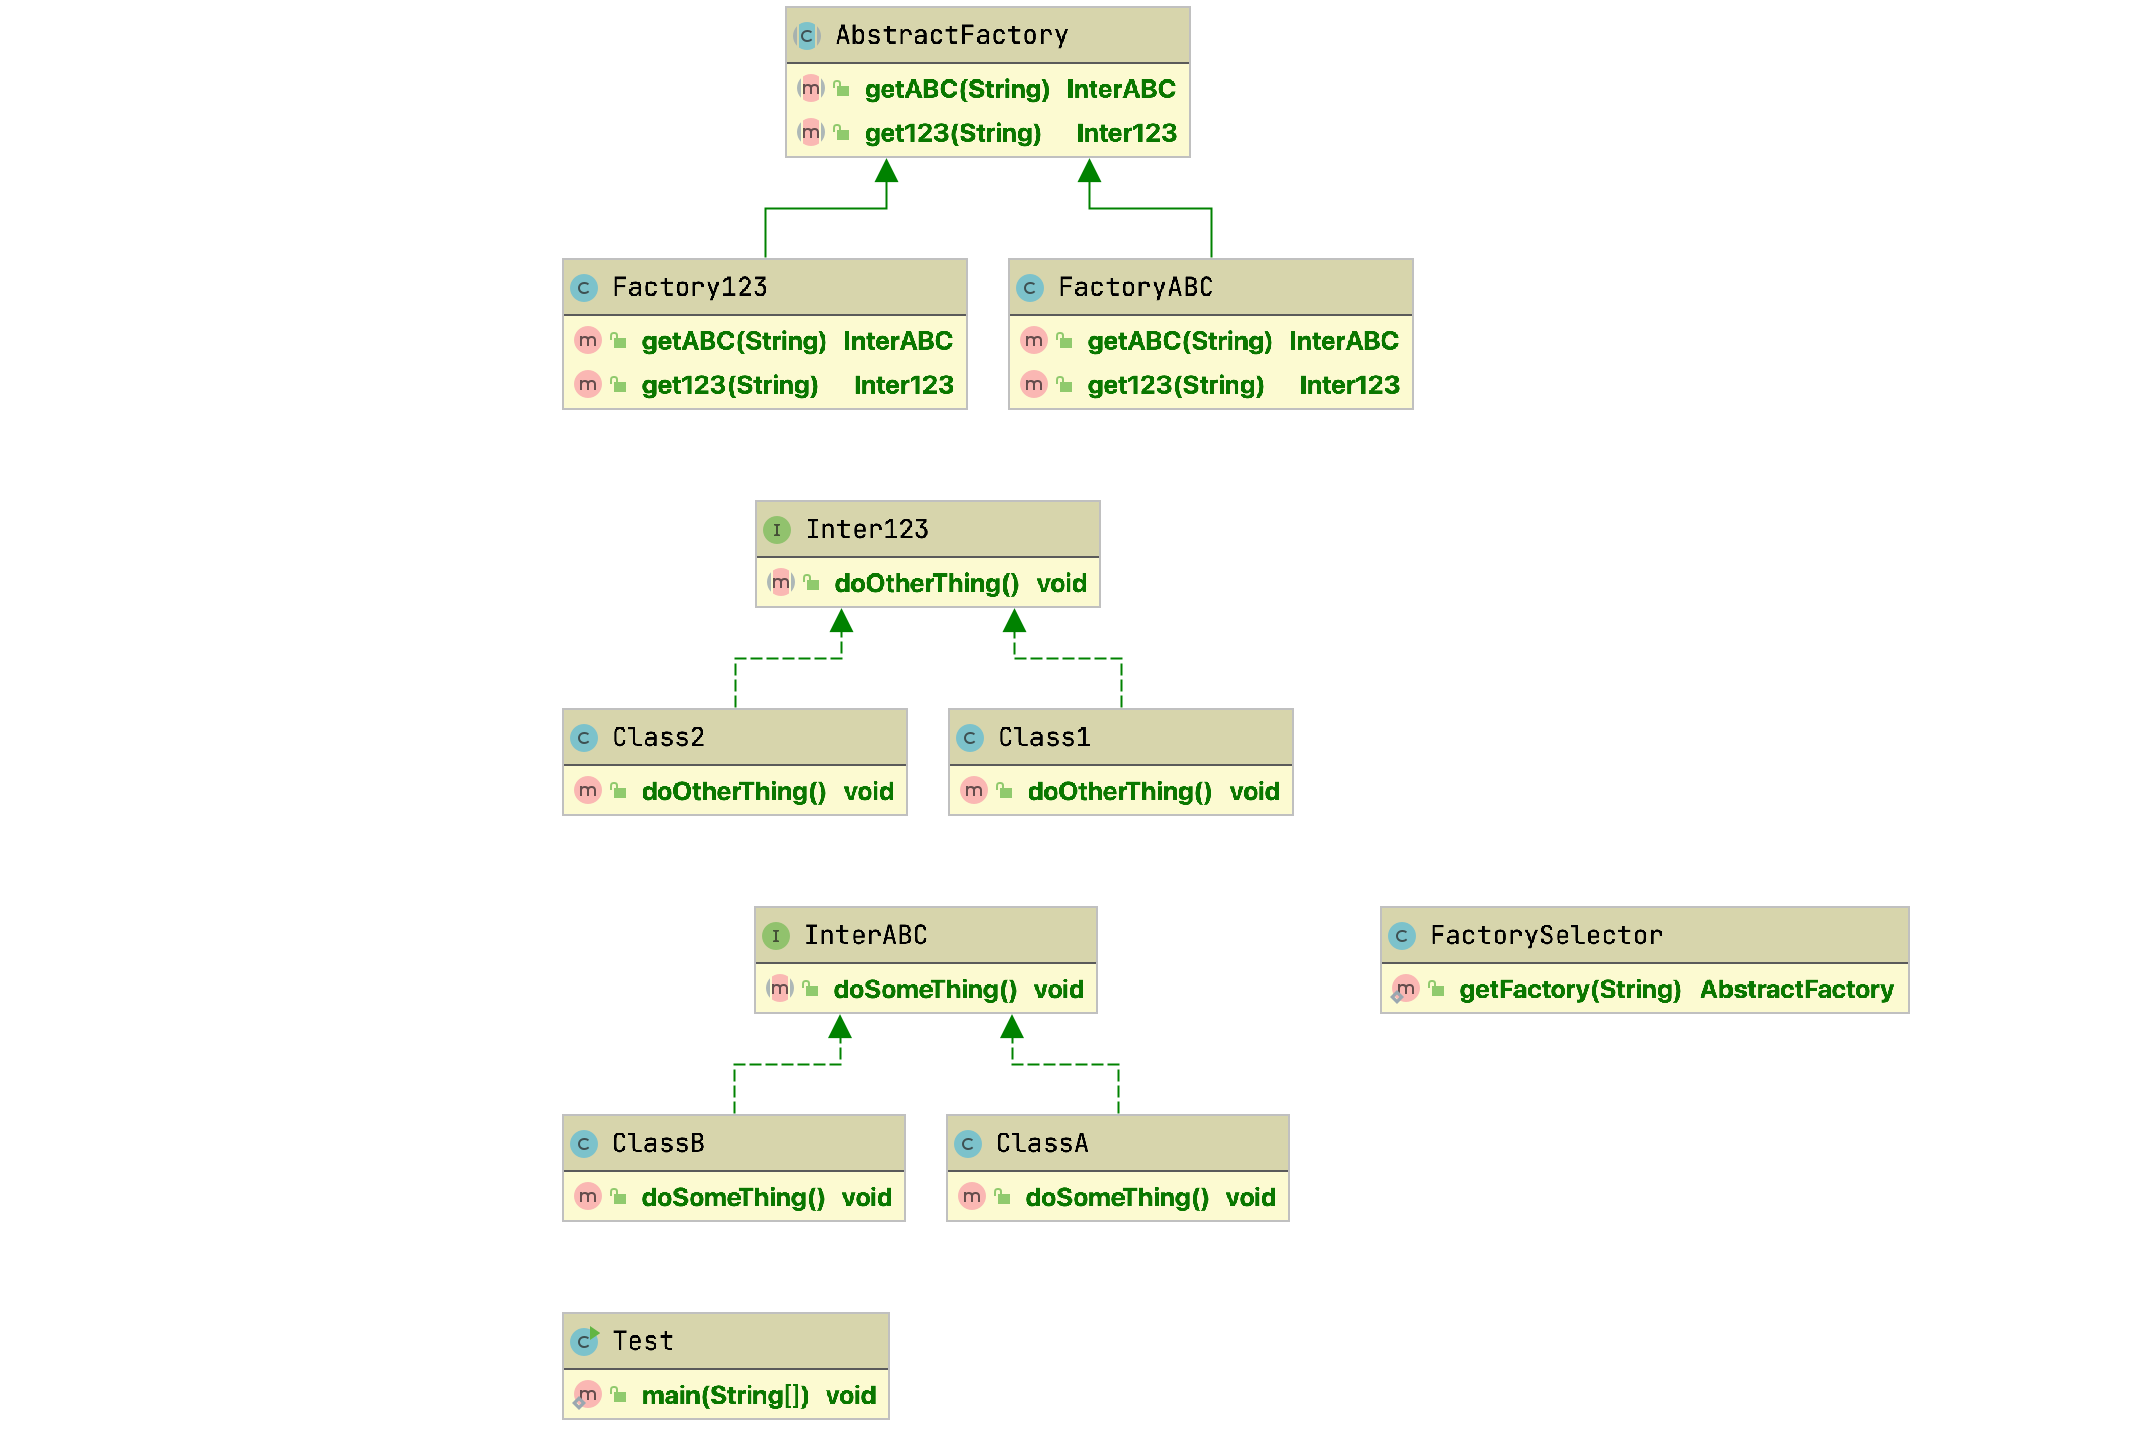 C AbstractFactory
m getABC(String) InterABC
m get123(String) Inter123
C Factory123
m getABC(String) InterABC
m get123(String) Inter123
C FactoryABC
m getABC(String) InterABC
m get123(String) Inter123
I Inter123
m doOtherThing() void
C Class2
m doOtherThing() void
C Class1
m doOtherThing() void
I InterABC
m doSomeThing() void
C FactorySelector
m getFactory(String) AbstractFactory
C ClassB
m doSomeThing() void
C ClassA
m doSomeThing() void
C Test
m main(String[]) void